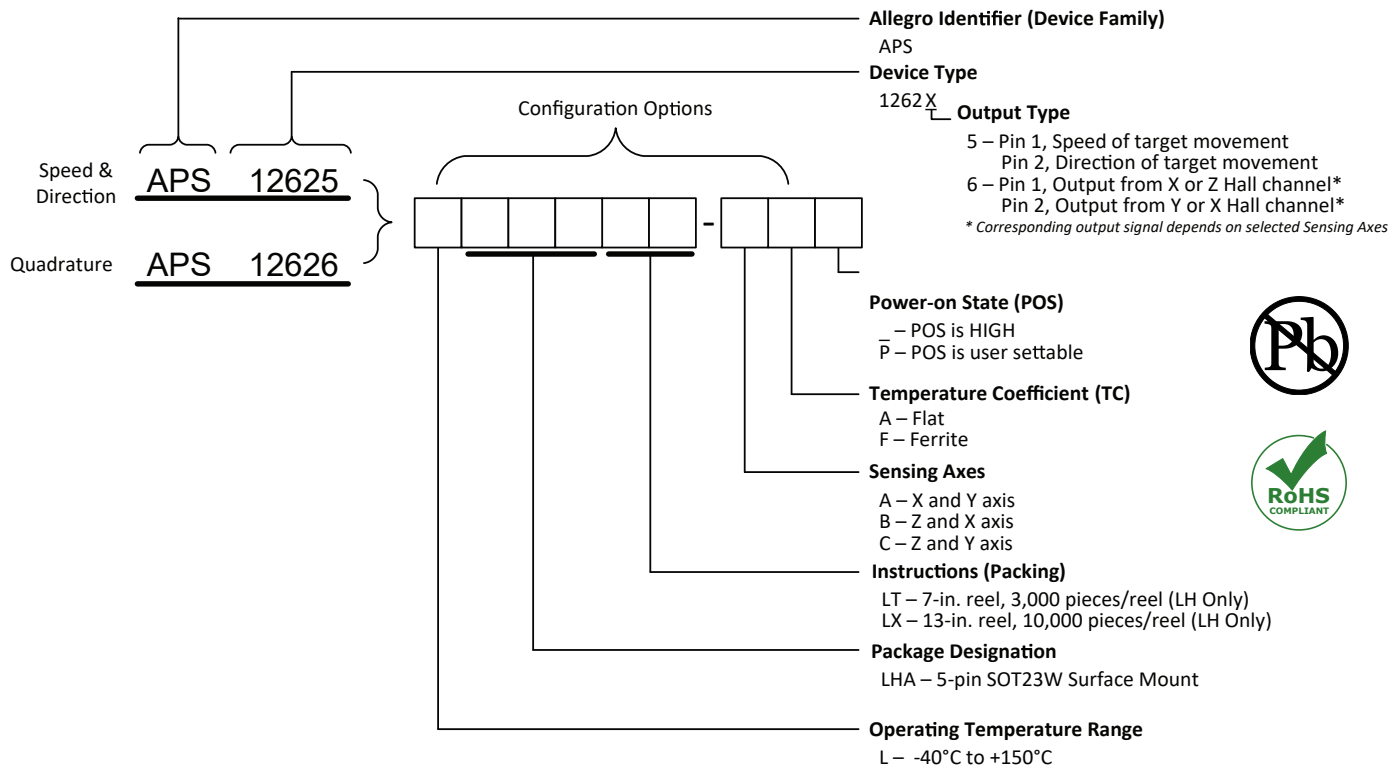 Allegro Identifier (Device Family)
APS
Device Type
1262X
Output Type
5 – Pin 1, Speed of target movement
Pin 2, Direction of target movement
6 – Pin 1, Output from X or Z Hall channel*
Pin 2, Output from Y or X Hall channel*
* Corresponding output signal depends on selected Sensing Axes
Configuration Options
Speed &
Direction
APS 12625
-
Quadrature
APS 12626
Power-on State (POS)
_ – POS is HIGH
P – POS is user settable
Temperature Coefficient (TC)
A – Flat
F – Ferrite
Sensing Axes
A – X and Y axis
B – Z and X axis
C – Z and Y axis
Instructions (Packing)
LT – 7-in. reel, 3,000 pieces/reel (LH Only)
LX – 13-in. reel, 10,000 pieces/reel (LH Only)
Package Designation
LHA – 5-pin SOT23W Surface Mount
Operating Temperature Range
L – -40°C to +150°C
Pb
RoHS
COMPLIANT